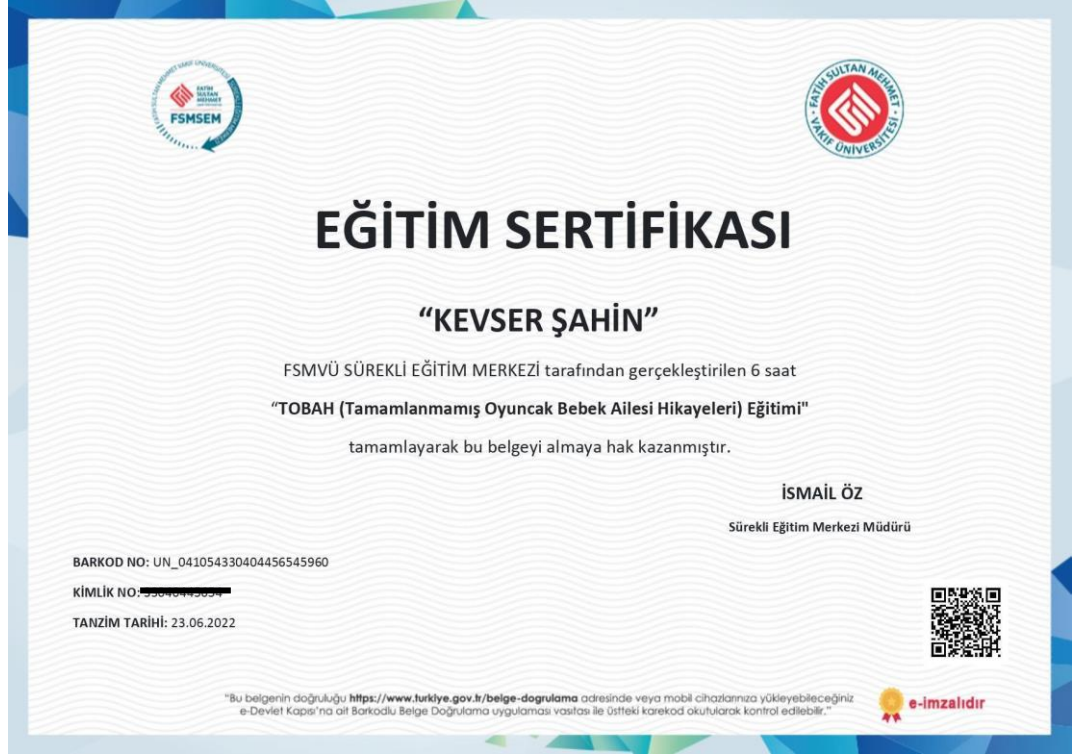 FATİH
SULTAN
MEHMET
FSMSEM
FATİH SULTAN MEHMET
VAKIF ÜNİVERSİTESİ
EĞİTİM SERTİFİKASI
“KEVSER ŞAHİN”
FSMVÜ SÜREKLİ EĞİTİM MERKEZİ tarafından gerçekleştirilen 6 saat
“TOBAH (Tamamlanmamış Oyuncak Bebek Ailesi Hikayeleri) Eğitimi"
tamamlayarak bu belgeyi almaya hak kazanmıştır.
İSMAİL ÖZ
Sürekli Eğitim Merkezi Müdürü
BARKOD NO: UN_041054330404456545960
KİMLİK NO:
TANZİM TARİHİ: 23.06.2022
"Bu belgenin doğruluğu https://www.turkiye.gov.tr/belge-dogrulama adresinde veya mobil cihazlarınıza yükleyebileceğiniz
e-Devlet Kapısı'na ait Barkodlu Belge Doğrulama uygulaması vasıtası ile üstteki karekod okutularak kontrol edilebilir."
e-imzalıdır